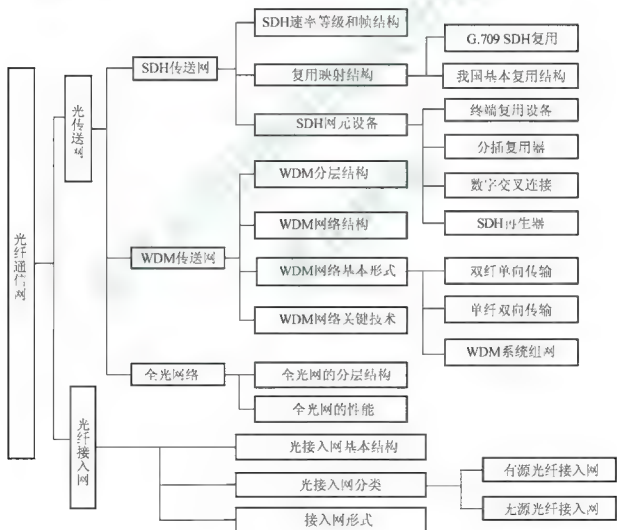 SDH速率等级和帧结构
G.709 SDH复用
SDH传送网
复用映射结构
我国基本复用结构
光传送网
SDH网元设备
终端复用设备
分插复用器
WDM分层结构
数字交叉连接
WDM网络结构
SDH再生器
光纤通信网
WDM传送网
WDM网络基本形式
双纤单向传输
WDM网络关键技术
单纤双向传输
WDM系统组网
全光网络
全光网的分层结构
全光网的性能
光纤接入网
光接入网基本结构
有源光纤接入网
光接入网分类
无源光纤接入网
接入网形式